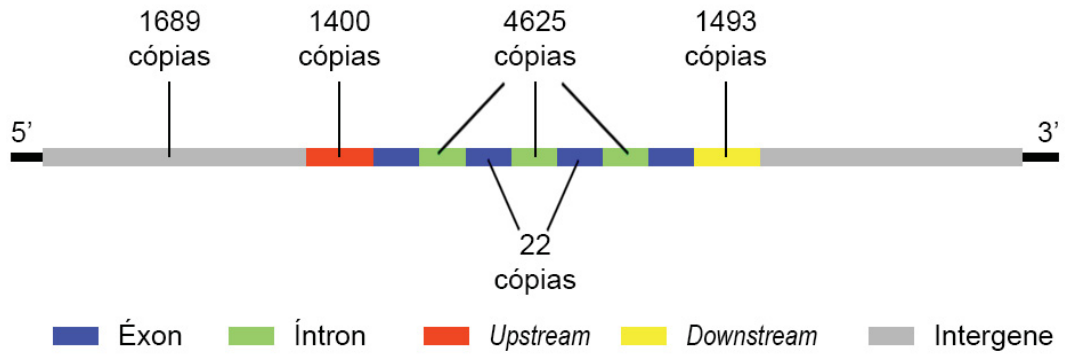 1689
cópias
1400
cópias
4625
cópias
1493
cópias
5’
3’
22
cópias
Éxon
Íntron
Upstream
Downstream
Intergene